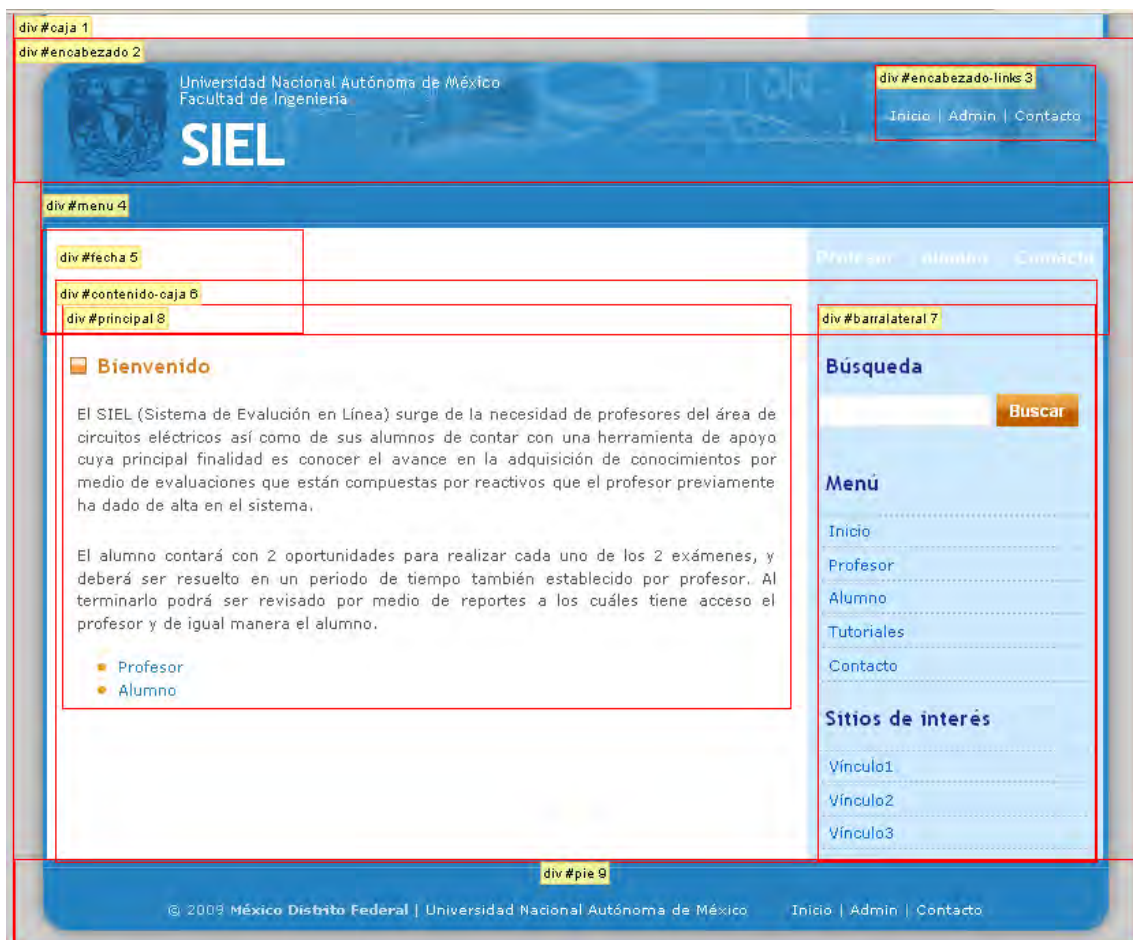 div #caja 1
div #encabezado 2
Universidad Nacional Autónoma de México
Facultad de Ingeniería
SIEL
div #encabezado-links 3
Inicio | Admin | Contacto
div #menu 4
div #fecha 5
Profesor Alumno Contacto
div #contenido-caja 6
div #principal 8
div #barralateral 7
Bienvenido
El SIEL (Sistema de Evalución en Línea) surge de la necesidad de profesores del área de
circuitos eléctricos así como de sus alumnos de contar con una herramienta de apoyo
cuya principal finalidad es conocer el avance en la adquisición de conocimientos por
medio de evaluaciones que están compuestas por reactivos que el profesor previamente
ha dado de alta en el sistema.
El alumno contará con 2 oportunidades para realizar cada uno de los 2 exámenes, y
deberá ser resuelto en un periodo de tiempo también establecido por profesor. Al
terminarlo podrá ser revisado por medio de reportes a los cuáles tiene acceso el
profesor y de igual manera el alumno.
Profesor
Alumno
Búsqueda
Buscar
Menú
Inicio
Profesor
Alumno
Tutoriales
Contacto
Sitios de interés
Vínculo1
Vínculo2
Vínculo3
div #pie 9
© 2009 México Distrito Federal | Universidad Nacional Autónoma de México Inicio | Admin | Contacto